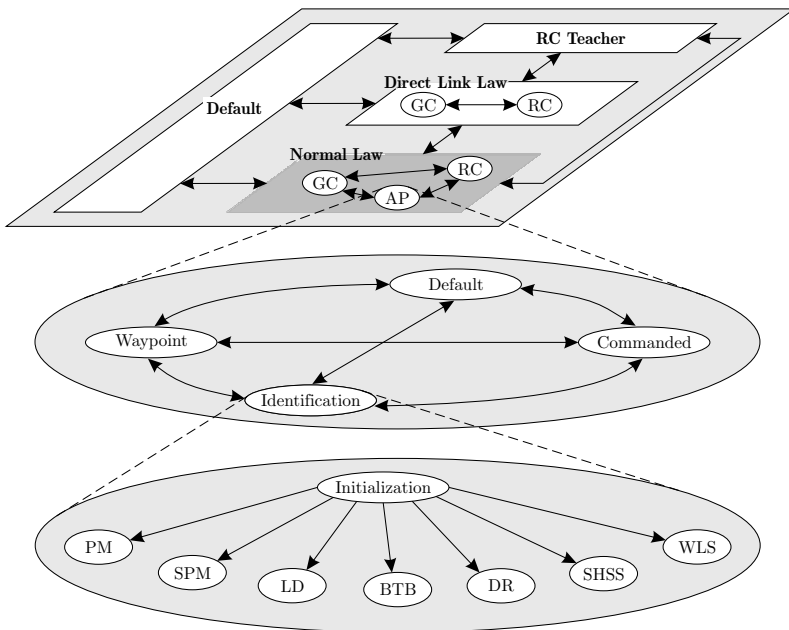 RC Teacher
Direct Link Law
GC RC
Default
Normal Law
RC
GC
AP
Default
Waypoint Commanded
Identification
Initialization
PM WLS
SPM SHSS
LD BTB DR